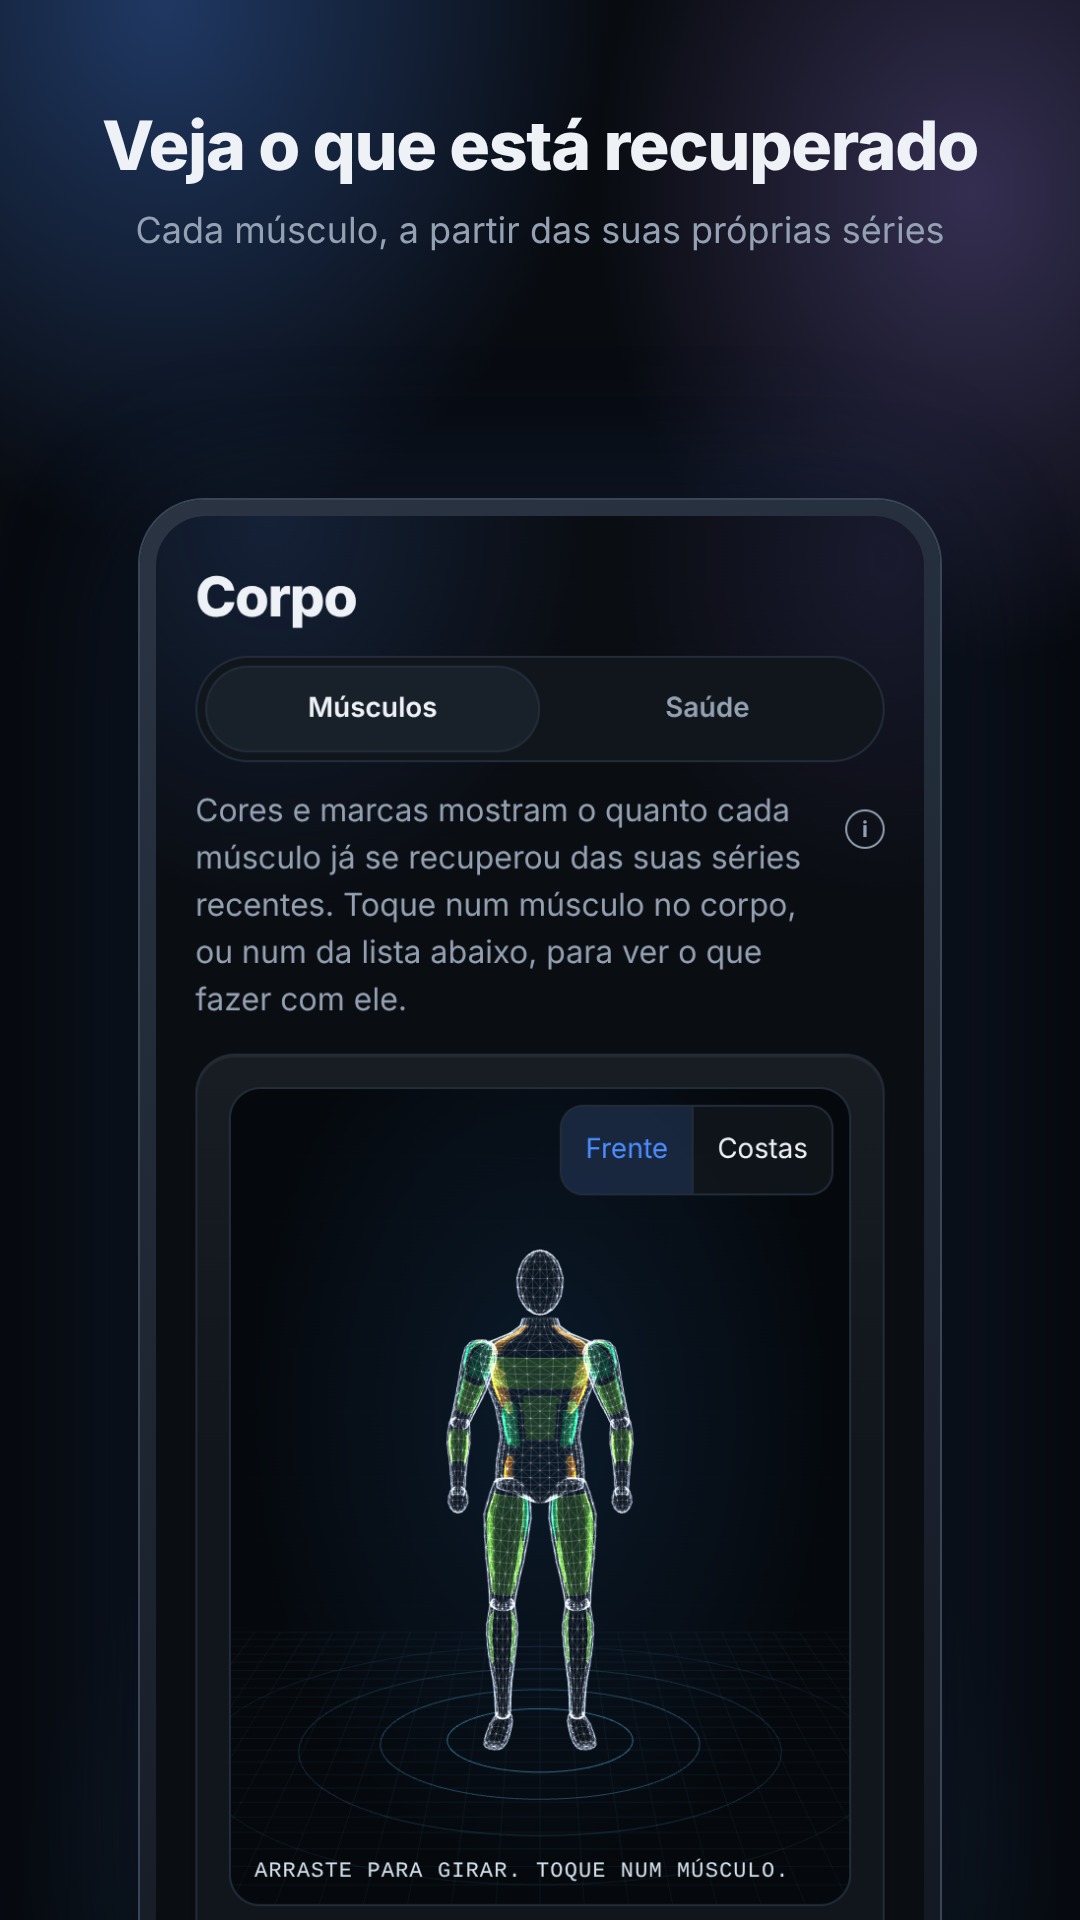 Veja o que está recuperado
Cada músculo, a partir das suas próprias séries
Corpo
Músculos
Saúde
Cores e marcas mostram o quanto cada
músculo já se recuperou das suas séries
recentes. Toque num músculo no corpo,
ou num da lista abaixo, para ver o que
fazer com ele.
i
Frente
Costas
ARRASTE PARA GIRAR. TOQUE NUM MÚSCULO.